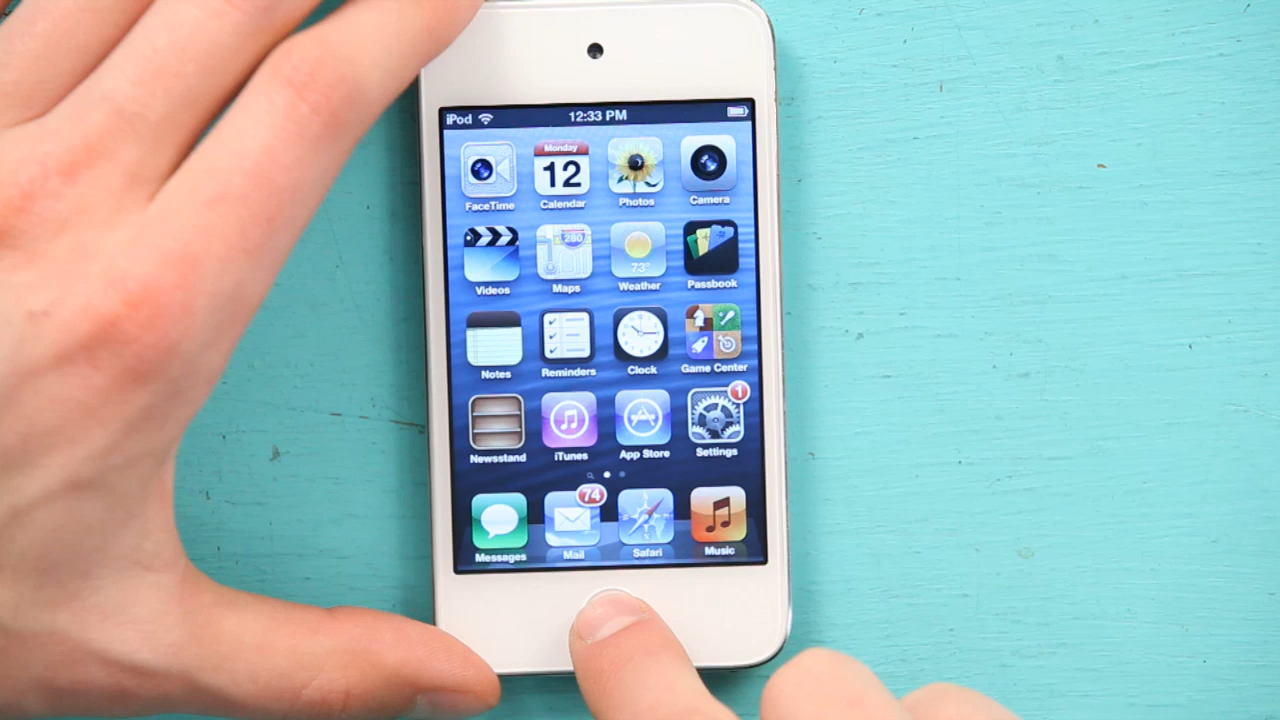 iPod 12:33 PM
Monday
12
FaceTime Calendar Photos Camera
280
73°
Videos Maps Weather Passbook
Notes Reminders Clock Game Center
1
Newsstand iTunes App Store Settings
74
Messages Mail Safari Music